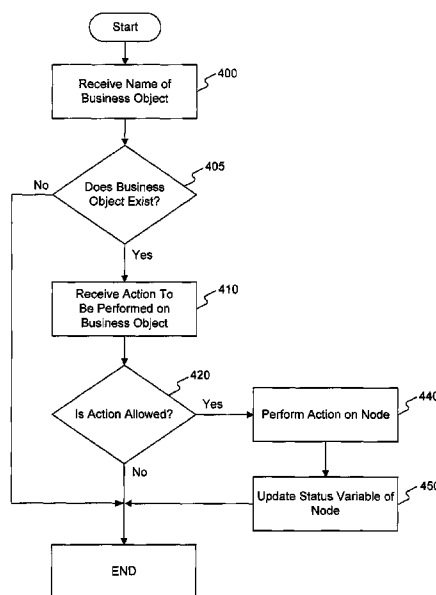 Start
Receive Name of
Business Object
400
405
No
Does Business
Object Exist?
Yes
Receive Action To
Be Performed on
Business Object
410
420
Is Action Allowed?
Yes
440
Perform Action on Node
No
450
Update Status Variable of
Node
END